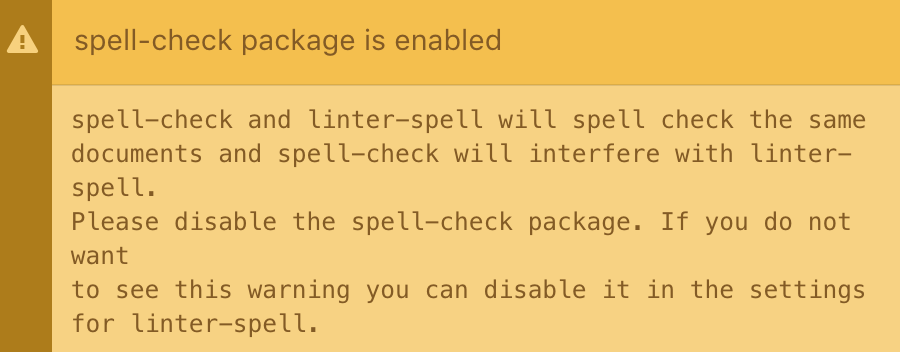 spell-check package is enabled
spell-check and linter-spell will spell check the same
documents and spell-check will interfere with linter-
spell.
Please disable the spell-check package. If you do not
want
to see this warning you can disable it in the settings
for linter-spell.